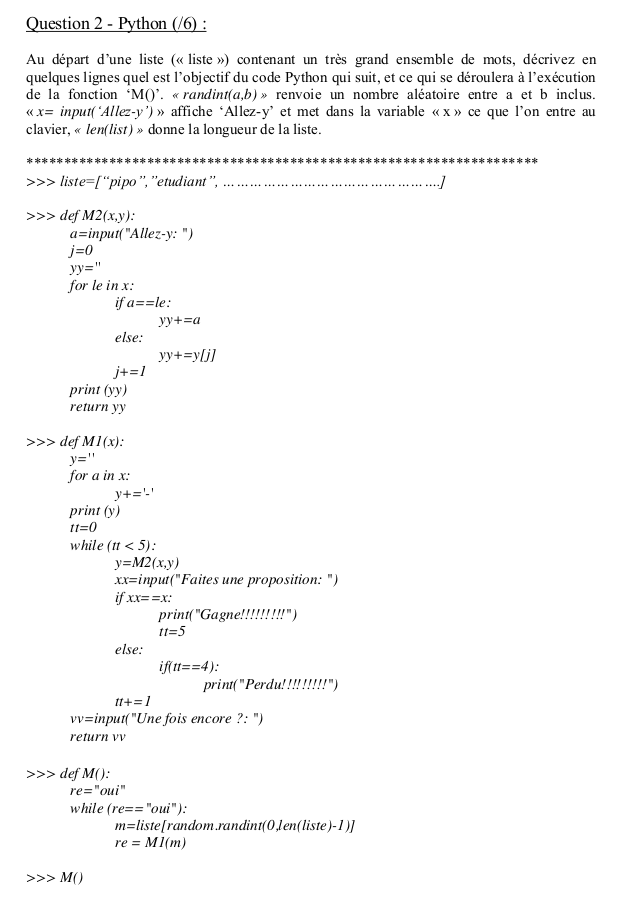 Question 2 - Python (/6) :
Au départ d'une liste (« liste ») contenant un très grand ensemble de mots, décrivez en
quelques lignes quel est l'objectif du code Python qui suit, et ce qui se déroulera à l'exécution
de la fonction ‘M()’. « randint(a,b) » renvoie un nombre aléatoire entre a et b inclus.
« x= input(‘Allez-y’) » affiche ‘Allez-y’ et met dans la variable « x » ce que l'on entre au
clavier, « len(list) » donne la longueur de la liste.
********************************************************************
>>> liste=[“pipo”,”etudiant”, ……………………………………….]
>>> def M2(x,y):
a=input("Allez-y: ")
j=0
yy=''
for le in x:
if a==le:
yy+=a
else:
yy+=y[j]
j+=1
print (yy)
return yy
>>> def M1(x):
y=''
for a in x:
y+='-'
print (y)
tt=0
while (tt < 5):
y=M2(x,y)
xx=input("Faites une proposition: ")
if xx==x:
print("Gagne!!!!!!!!!")
tt=5
else:
if(tt==4):
print("Perdu!!!!!!!!!")
tt+=1
vv=input("Une fois encore ?: ")
return vv
>>> def M():
re="oui"
while (re=="oui"):
m=liste[random.randint(0,len(liste)-1)]
re = M1(m)
>>> M()